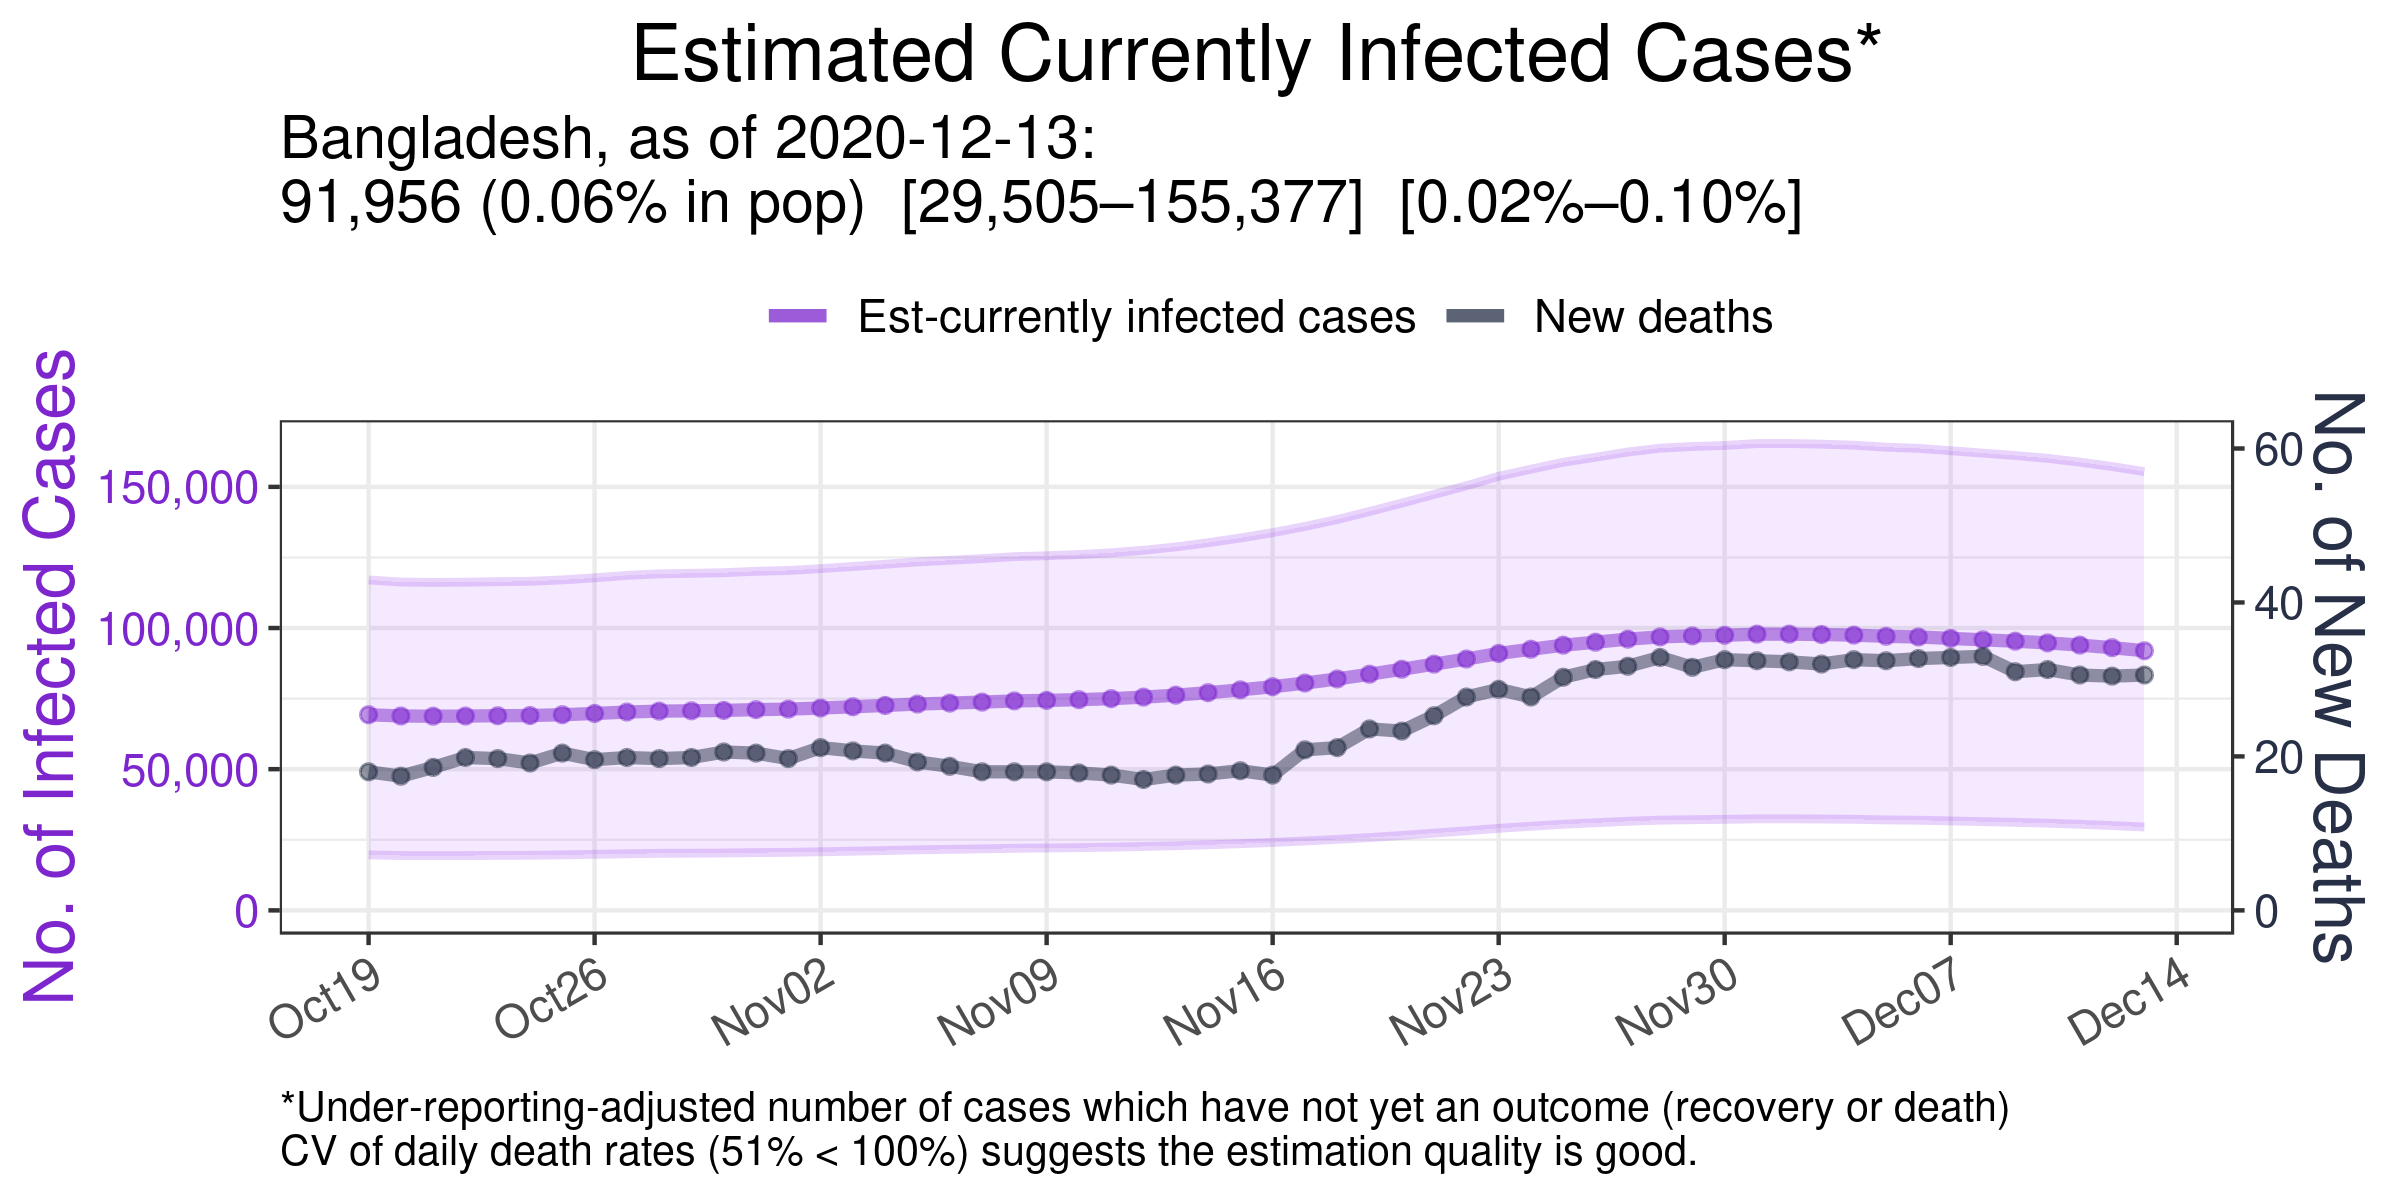 Estimated Currently Infected Cases*
Bangladesh, as of 2020-12-13:
91,956 (0.06% in pop)  [29,505–155,377]  [0.02%–0.10%]
Est-currently infected cases
New deaths
No. of Infected Cases
150,000
100,000
50,000
0
60
40
20
0
No. of New Deaths
Oct19
Oct26
Nov02
Nov09
Nov16
Nov23
Nov30
Dec07
Dec14
*Under-reporting-adjusted number of cases which have not yet an outcome (recovery or death)
CV of daily death rates (51% < 100%) suggests the estimation quality is good.